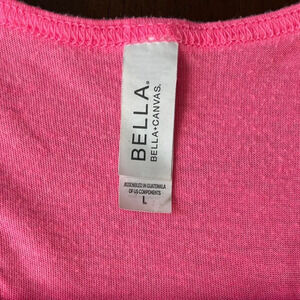 BELLA®
BELLA+CANVAS.
ASSEMBLED IN GUATEMALA
OF US COMPONENTS
L